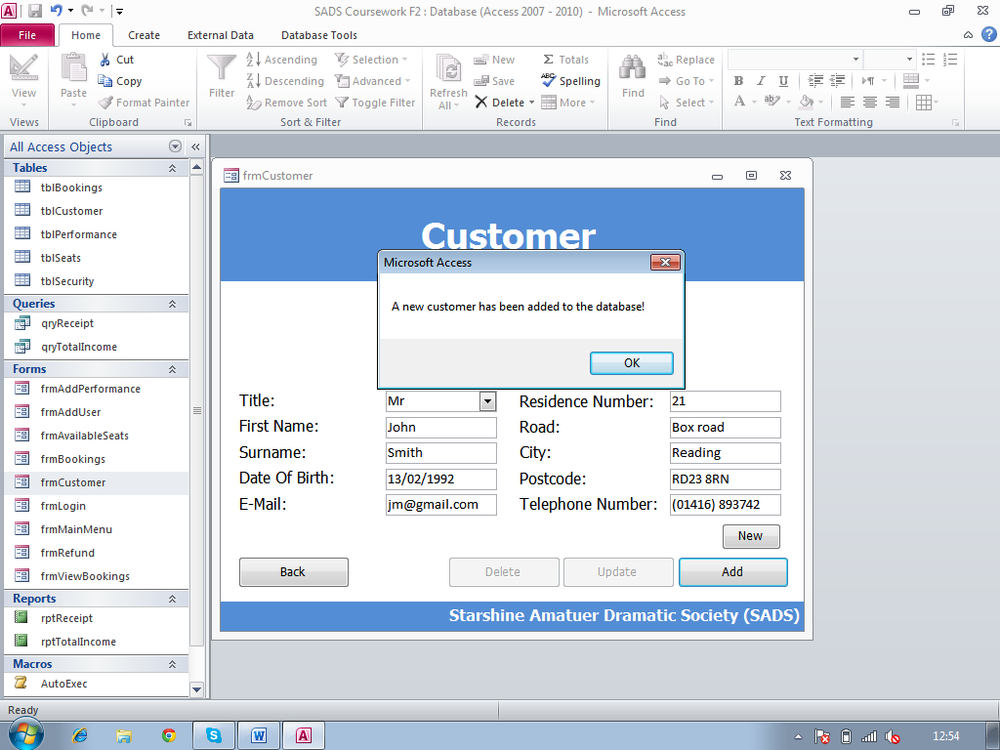 SADS Coursework F2 : Database (Access 2007 - 2010) - Microsoft Access
File Home Create External Data Database Tools
View
Views
Paste
Cut
Copy
Format Painter
Clipboard
Filter
Ascending
Descending
Remove Sort
Selection
Advanced
Toggle Filter
Sort & Filter
Refresh All
New
Save
Delete
Totals
Spelling
More
Records
Find
Replace
Go To
Select
Find
B I U
A ab
Text Formatting
All Access Objects
Tables
tblBookings
tblCustomer
tblPerformance
tblSeats
tblSecurity
Queries
qryReceipt
qryTotalIncome
Forms
frmAddPerformance
frmAddUser
frmAvailableSeats
frmBookings
frmCustomer
frmLogin
frmMainMenu
frmRefund
frmViewBookings
Reports
rptReceipt
rptTotalIncome
Macros
AutoExec
frmCustomer
Customer
Microsoft Access
A new customer has been added to the database!
OK
Title: Mr
First Name: John
Surname: Smith
Date Of Birth: 13/02/1992
E-Mail: jm@gmail.com
Residence Number: 21
Road: Box road
City: Reading
Postcode: RD23 8RN
Telephone Number: (01416) 893742
New
Back Delete Update Add
Starshine Amatuer Dramatic Society (SADS)
Ready
12:54